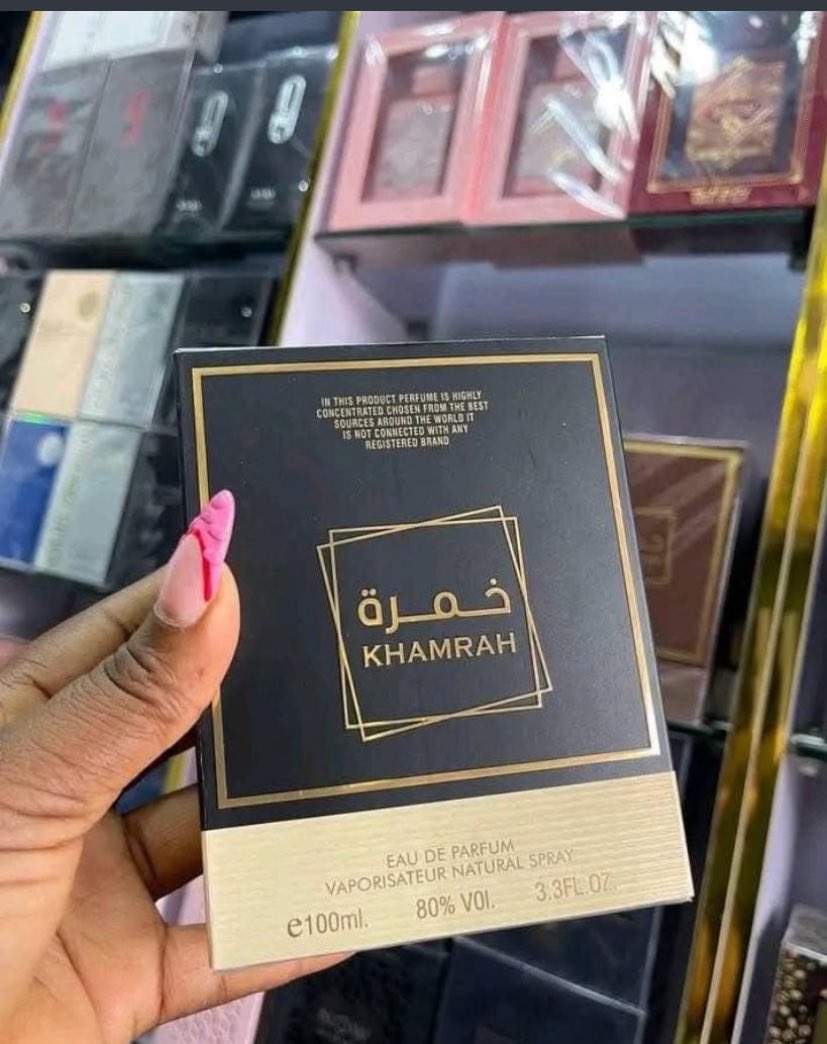 IN THIS PRODUCT PERFUME IS HIGHLY
CONCENTRATED CHOSEN FROM THE BEST
SOURCES AROUND THE WORLD IT
IS NOT CONNECTED WITH ANY
REGISTERED BRAND
خمرة
KHAMRAH
EAU DE PARFUM
VAPORISATEUR NATURAL SPRAY
e100ml. 80% VOl. 3.3FL.OZ.